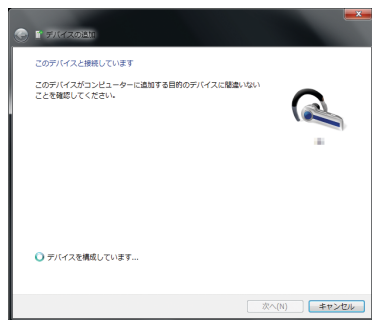 デバイスの追加
このデバイスと接続しています
このデバイスがコンピューターに追加する目的のデバイスに間違いない
ことを確認してください。
デバイスを構成しています...
次へ(N)
キャンセル